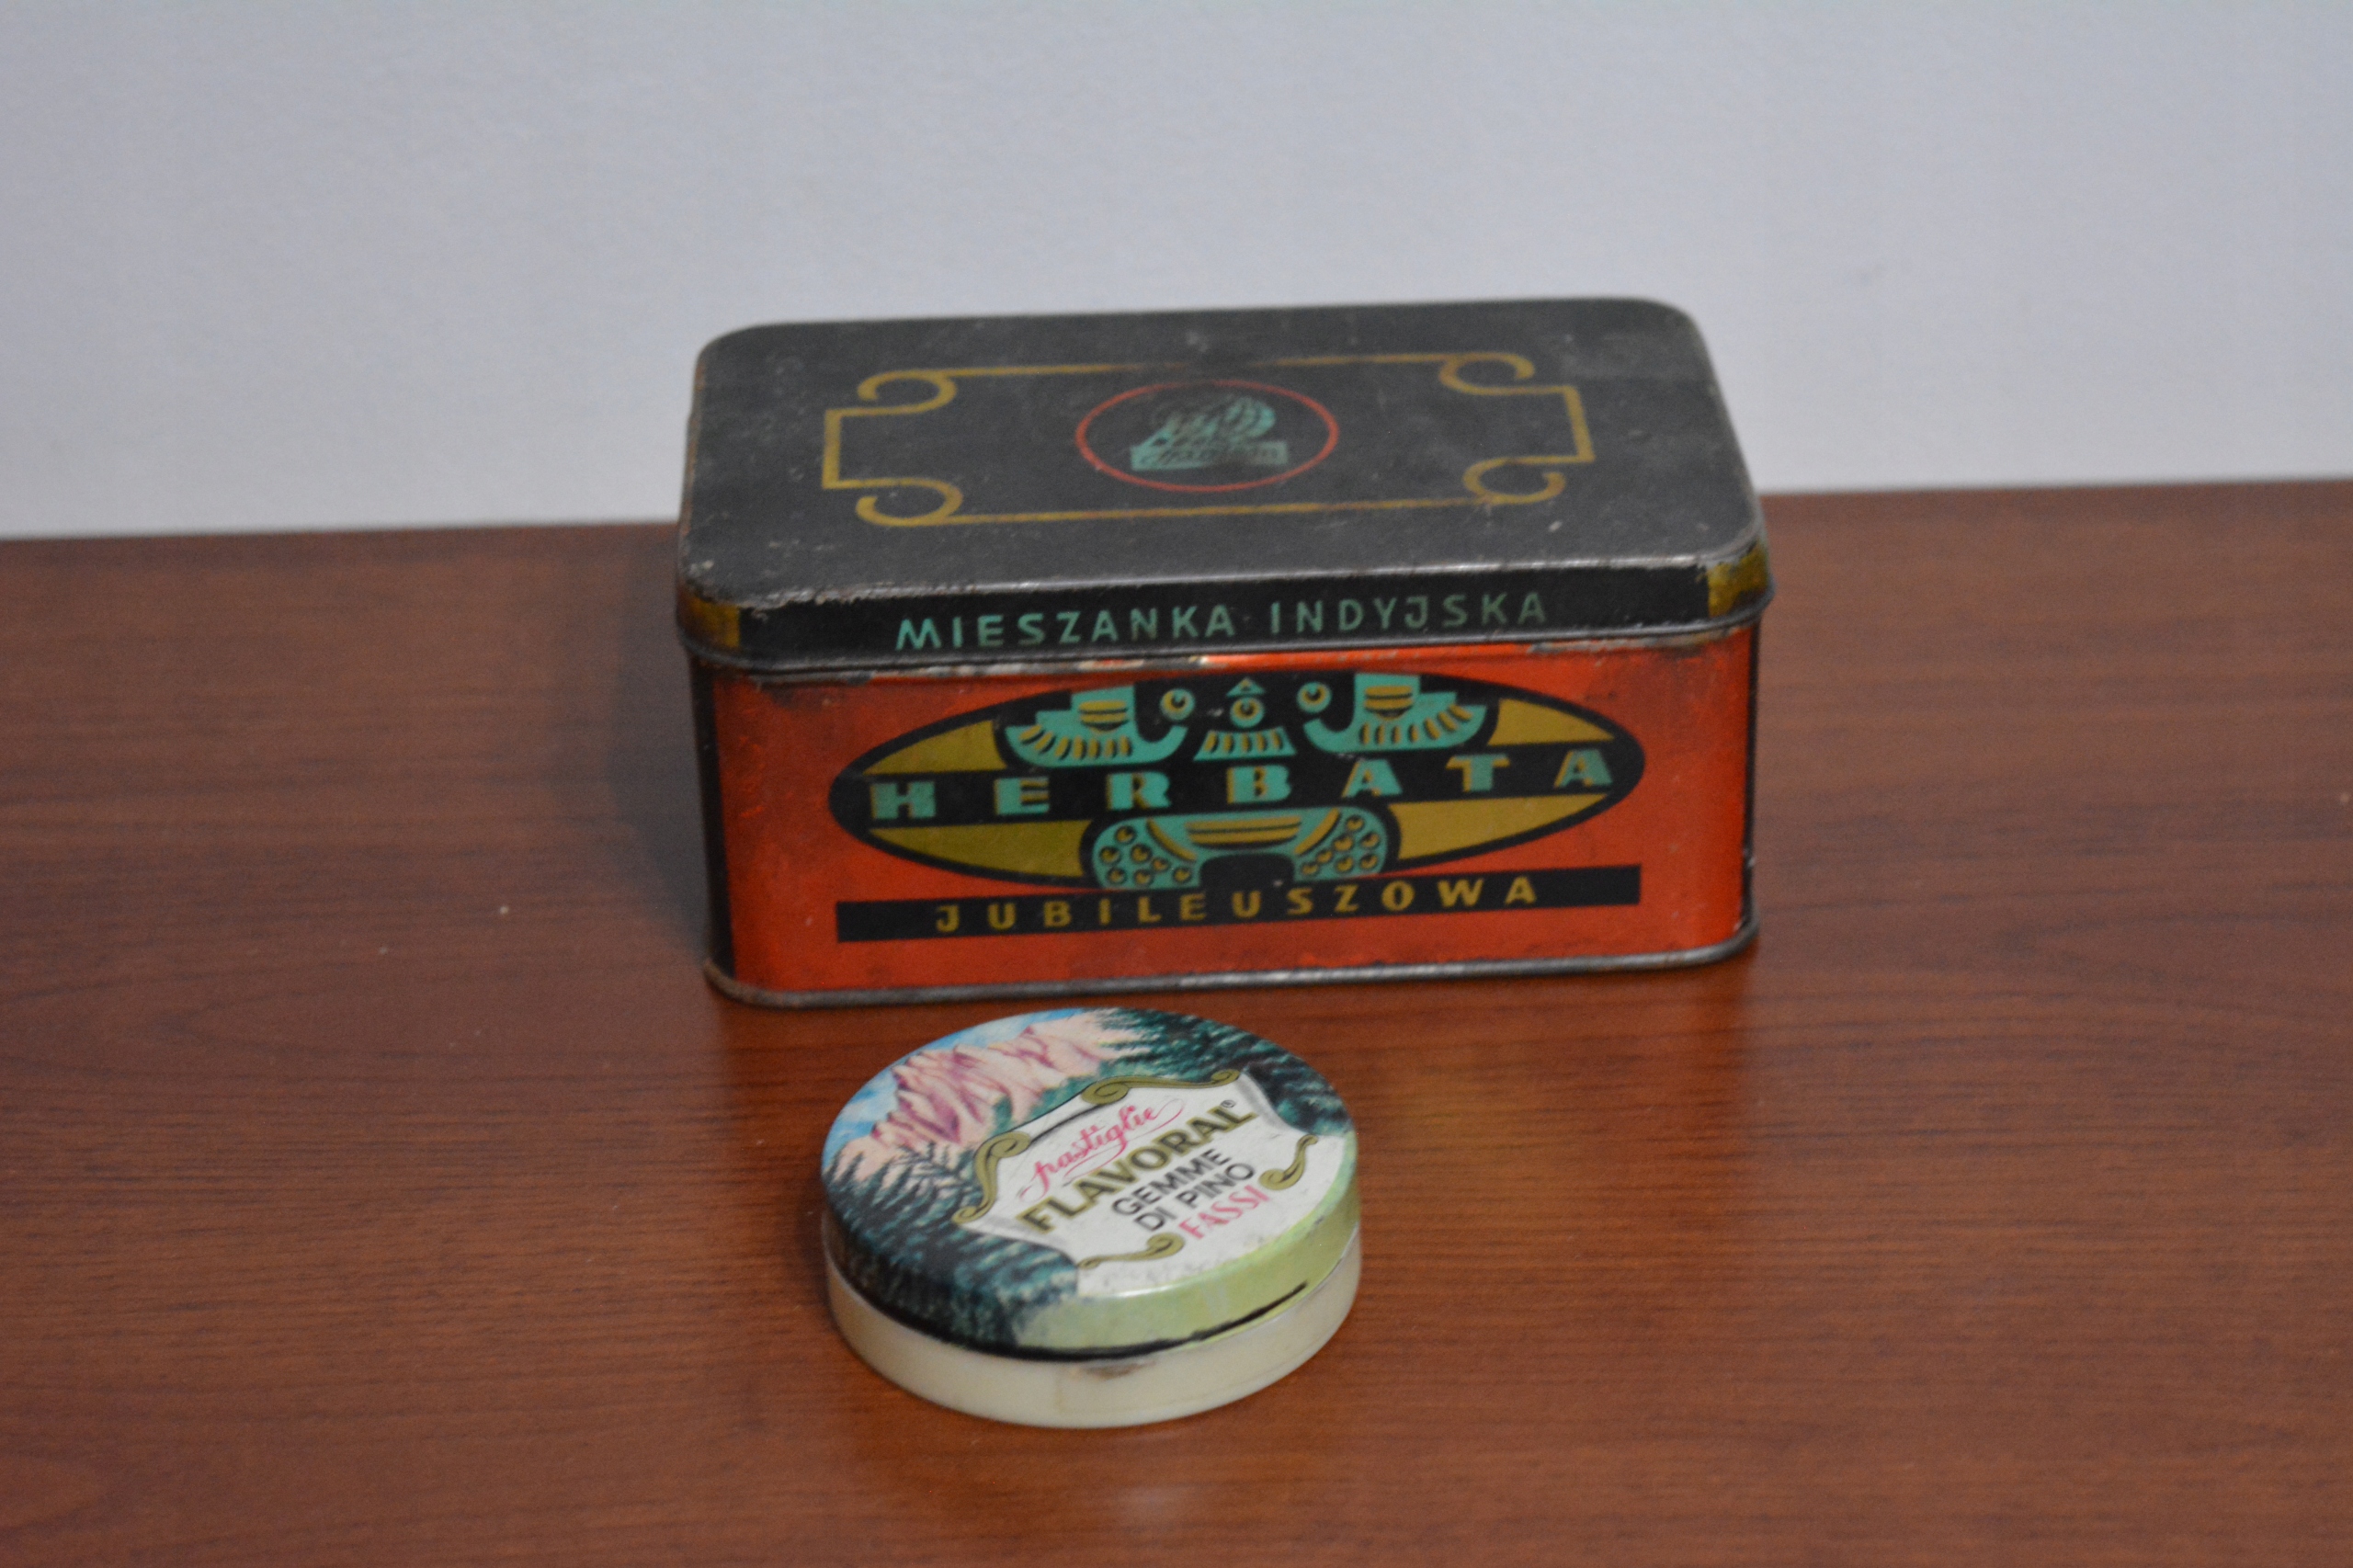 MIESZANKA INDYJSKA
HERBATA
JUBILEUSZOWA
pastiglie
FLAVORAL®
GEMME
DI PINO
FASSI